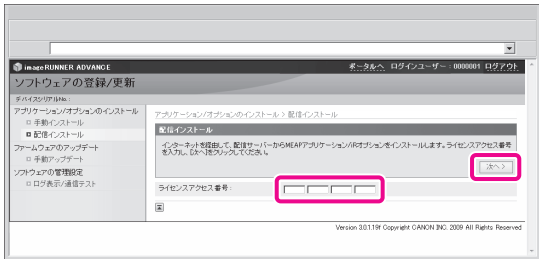 imageRUNNER ADVANCE
ポータルへ ログインユーザー : 0000001 ログアウト
ソフトウェアの登録/更新
デバイスシリアルNo. :
アプリケーション/オプションのインストール
手動インストール
配信インストール
ファームウェアのアップデート
手動アップデート
ソフトウェアの管理設定
ログ表示/通信テスト
アプリケーション/オプションのインストール > 配信インストール
配信インストール
インターネットを経由して、配信サーバーからMEAPアプリケーション/iRオプションをインストールします。ライセンスアクセス番号
を入力し、[次へ]をクリックしてください。
次へ >
ライセンスアクセス番号 :
Version 3.0.1.19f Copyright CANON INC. 2009 All Rights Reserved